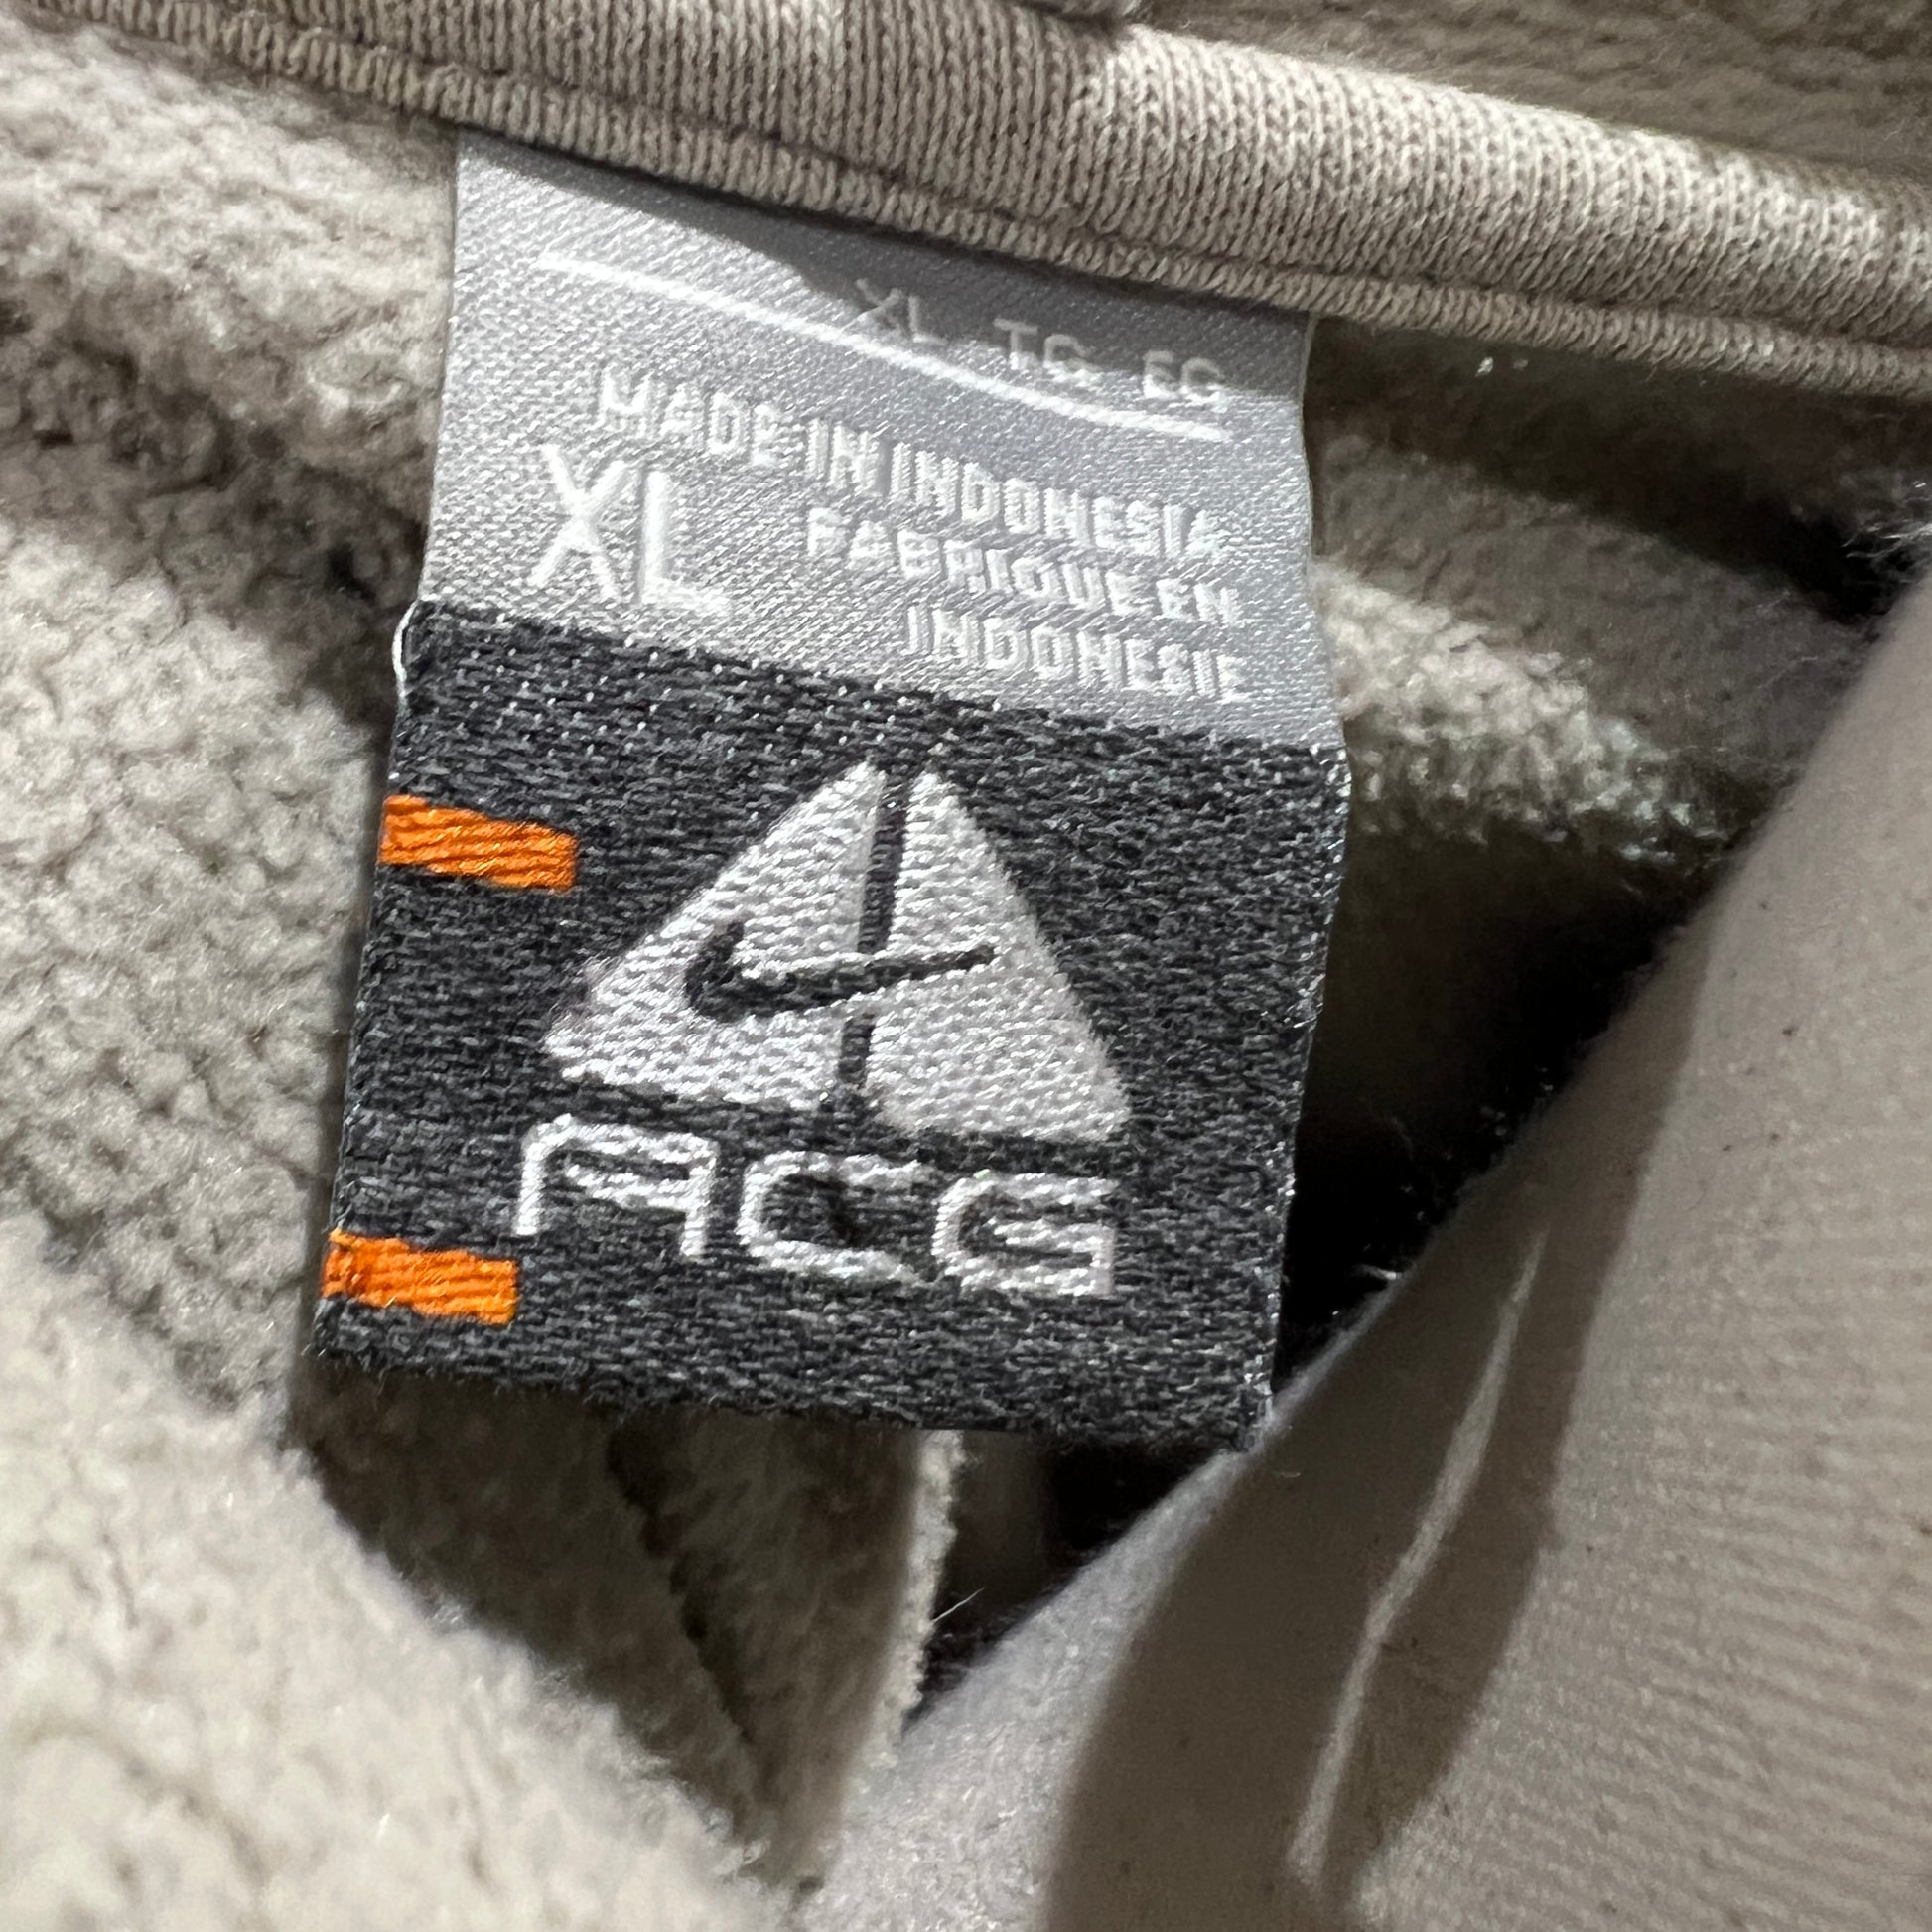 XL TG EG
MADE IN INDONESIA
XL
FABRIQUE EN
INDONESIE
ACG